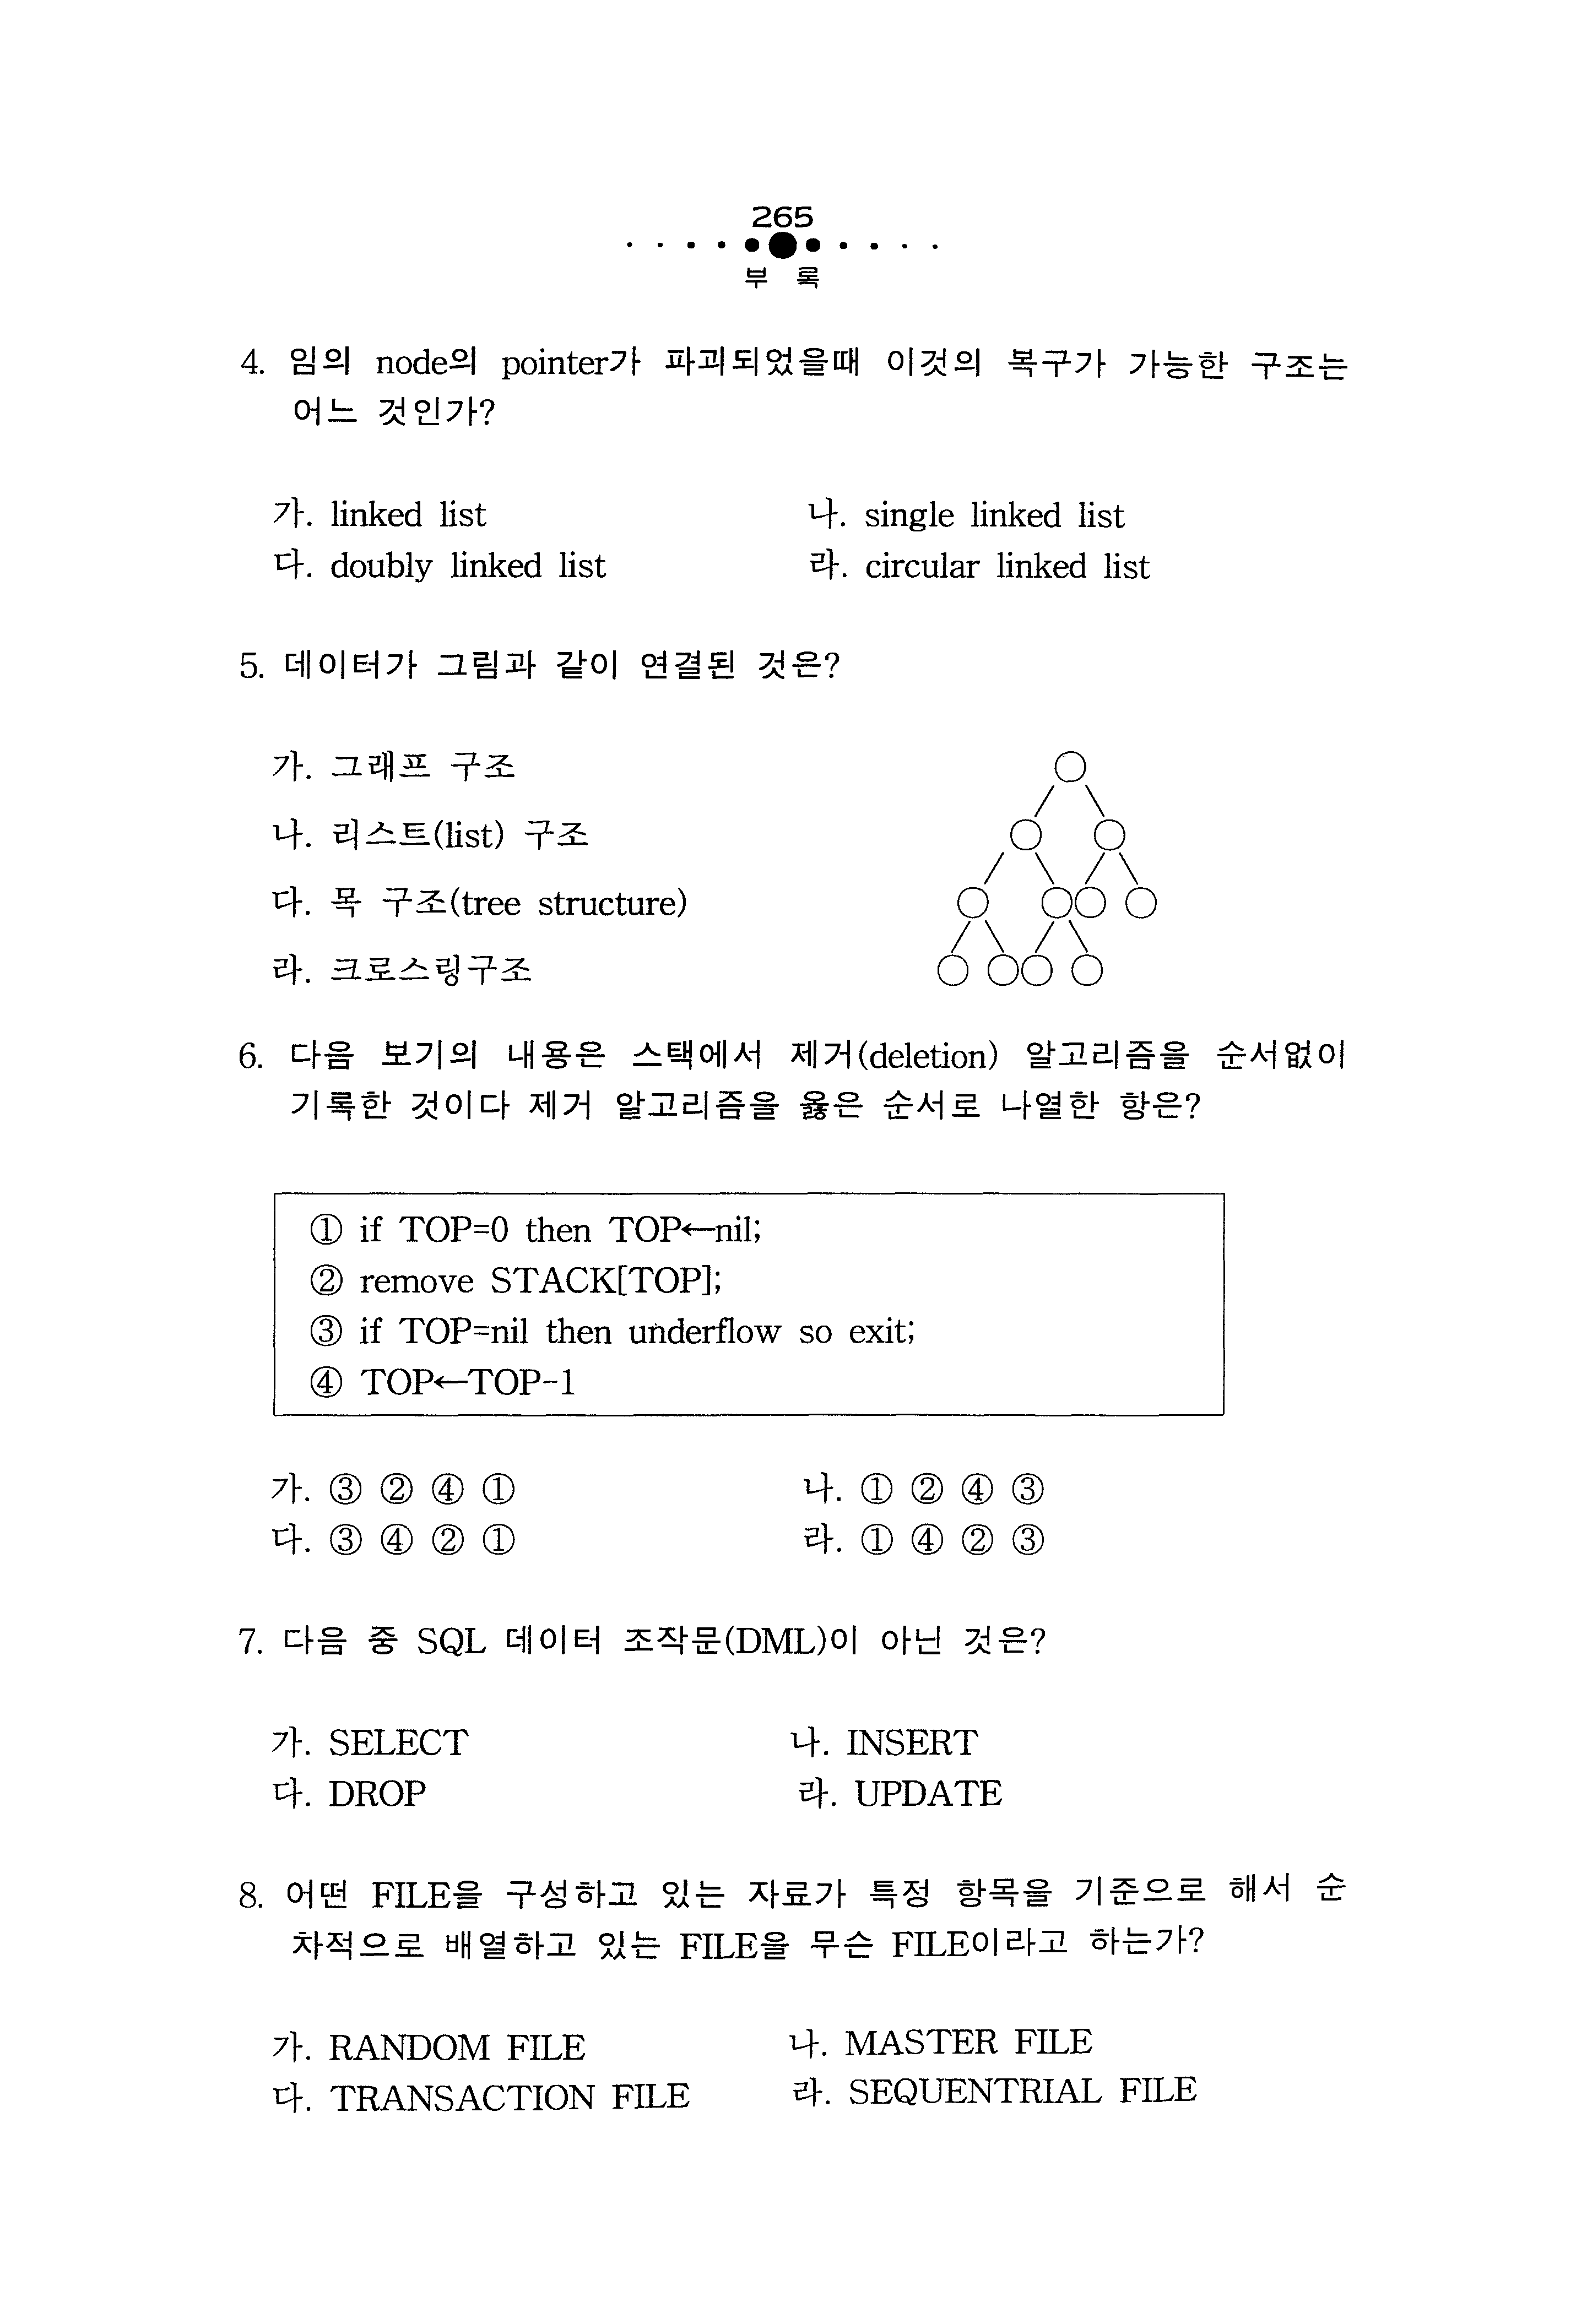 265
부 록
4. 임의 node의 pointer가 파괴되었을때 이것의 복구가 가능한 구조는
어느 것인가?
가. linked list 나. single linked list
다. doubly linked list 라. circular linked list
5. 데이터가 그림과 같이 연결된 것은?
가. 그래프 구조
나. 리스트(list) 구조
다. 목 구조(tree structure)
라. 크로스링구조
6. 다음 보기의 내용은 스택에서 제거(deletion) 알고리즘을 순서없이
기록한 것이다 제거 알고리즘을 옳은 순서로 나열한 항은?
① if TOP=0 then TOP←nil;
② remove STACK[TOP];
③ if TOP=nil then underflow so exit;
④ TOP←TOP-1
가. ③ ② ④ ① 나. ① ② ④ ③
다. ③ ④ ② ① 라. ① ④ ② ③
7. 다음 중 SQL 데이터 조작문(DML)이 아닌 것은?
가. SELECT 나. INSERT
다. DROP 라. UPDATE
8. 어떤 FILE을 구성하고 있는 자료가 특정 항목을 기준으로 해서 순
차적으로 배열하고 있는 FILE을 무슨 FILE이라고 하는가?
가. RANDOM FILE 나. MASTER FILE
다. TRANSACTION FILE 라. SEQUENTRIAL FILE